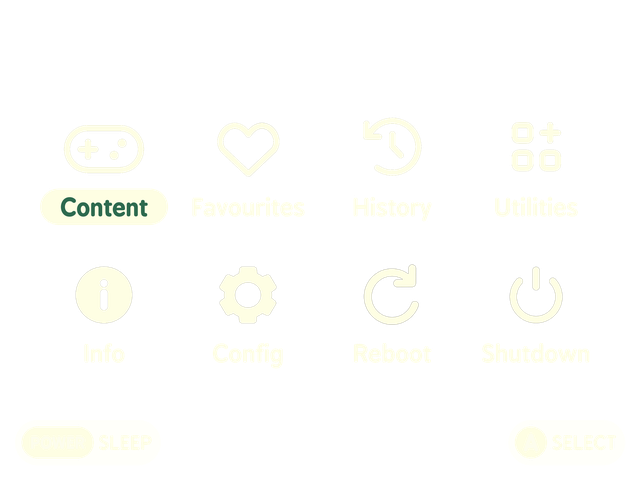 Content Favourites History Utilities
Info Config Reboot Shutdown
SLEEP SELECT